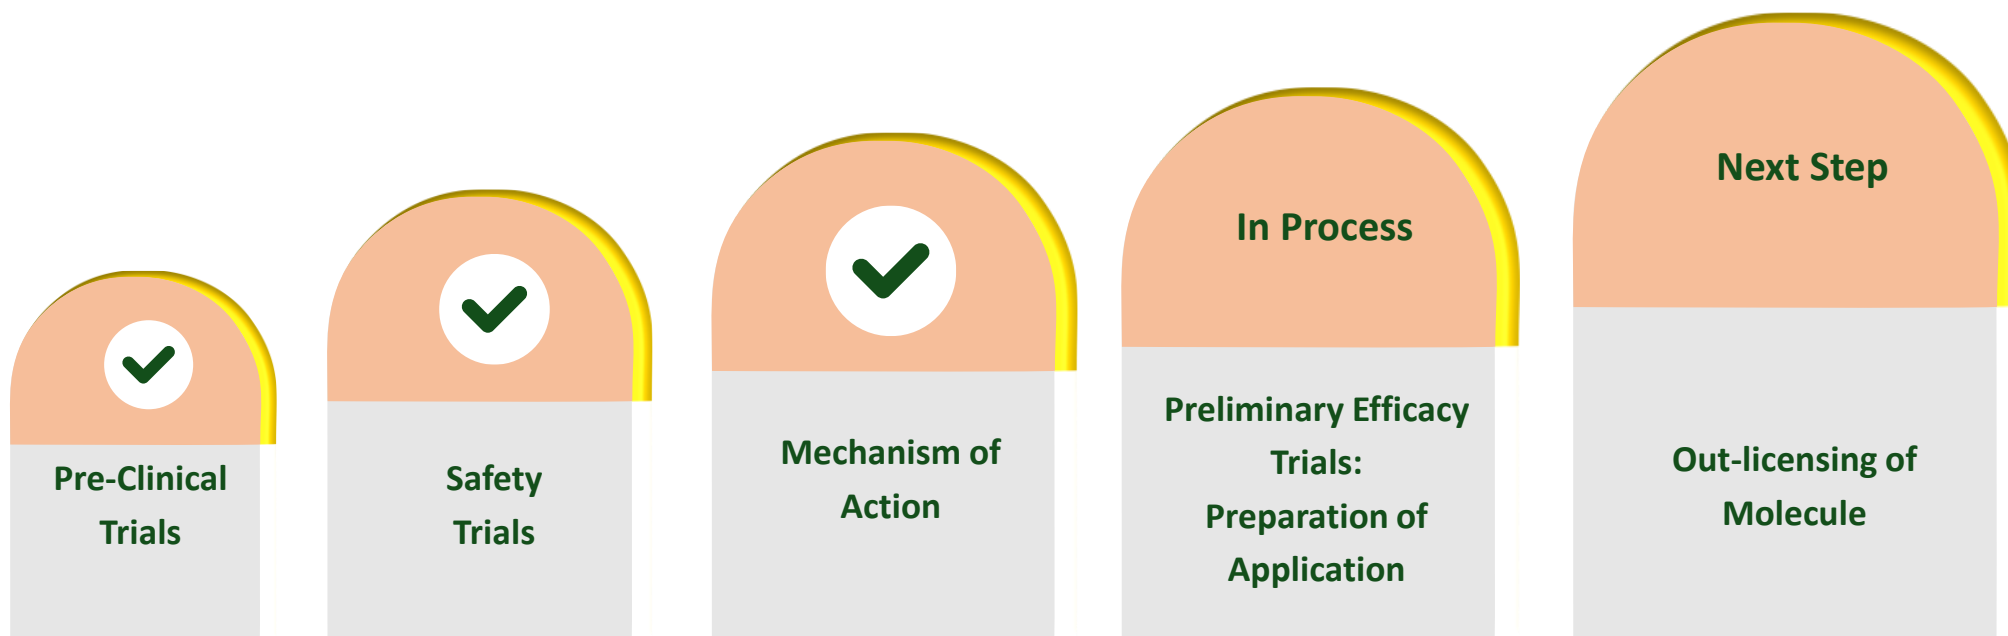 Pre-Clinical
Trials
Safety
Trials
Mechanism of
Action
In Process
Preliminary Efficacy
Trials:
Preparation of
Application
Next Step
Out-licensing of
Molecule